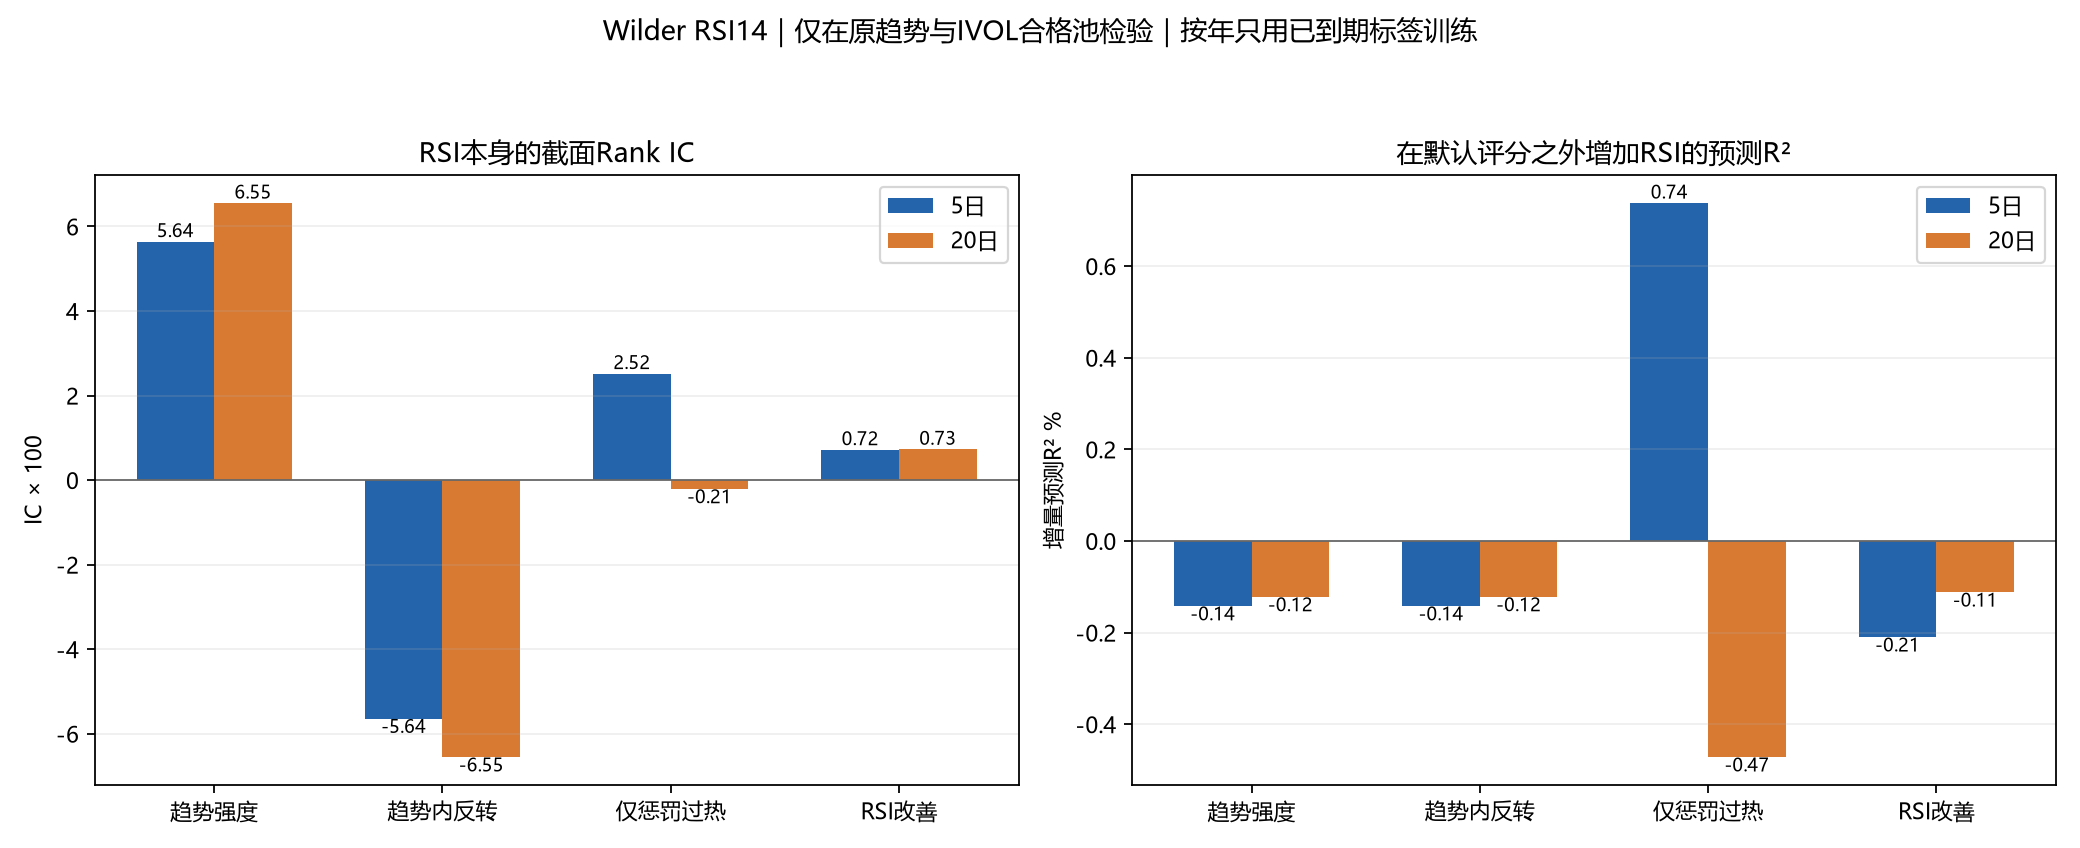 Wilder RSI14｜仅在原趋势与IVOL合格池检验｜按年只用已到期标签训练
RSI本身的截面Rank IC
5日
20日
IC × 100
6
4
2
0
-2
-4
-6
5.64
6.55
-5.64
-6.55
2.52
-0.21
0.72
0.73
趋势强度
趋势内反转
仅惩罚过热
RSI改善
在默认评分之外增加RSI的预测R²
5日
20日
增量预测R² %
0.6
0.4
0.2
0.0
-0.2
-0.4
-0.14
-0.12
-0.14
-0.12
0.74
-0.47
-0.21
-0.11
趋势强度
趋势内反转
仅惩罚过热
RSI改善